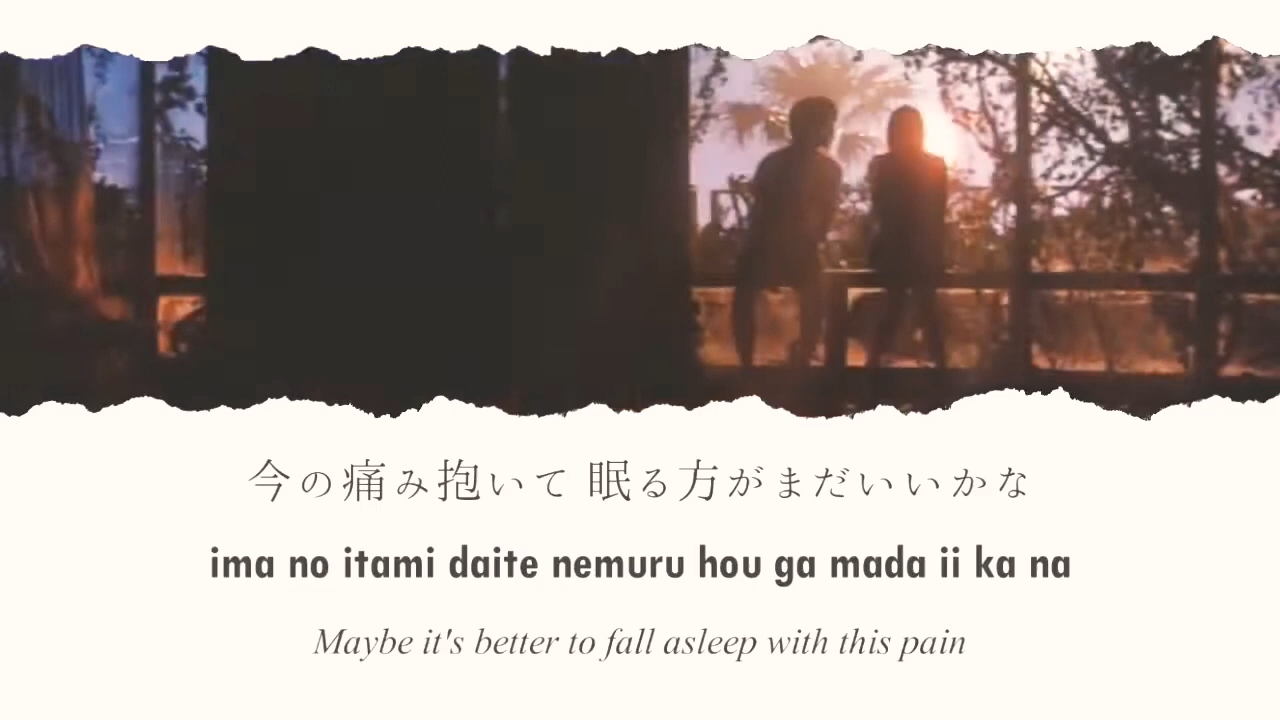 今の痛み抱いて 眠る方がまだいいかな
ima no itami daite nemuru hou ga mada ii ka na
Maybe it's better to fall asleep with this pain